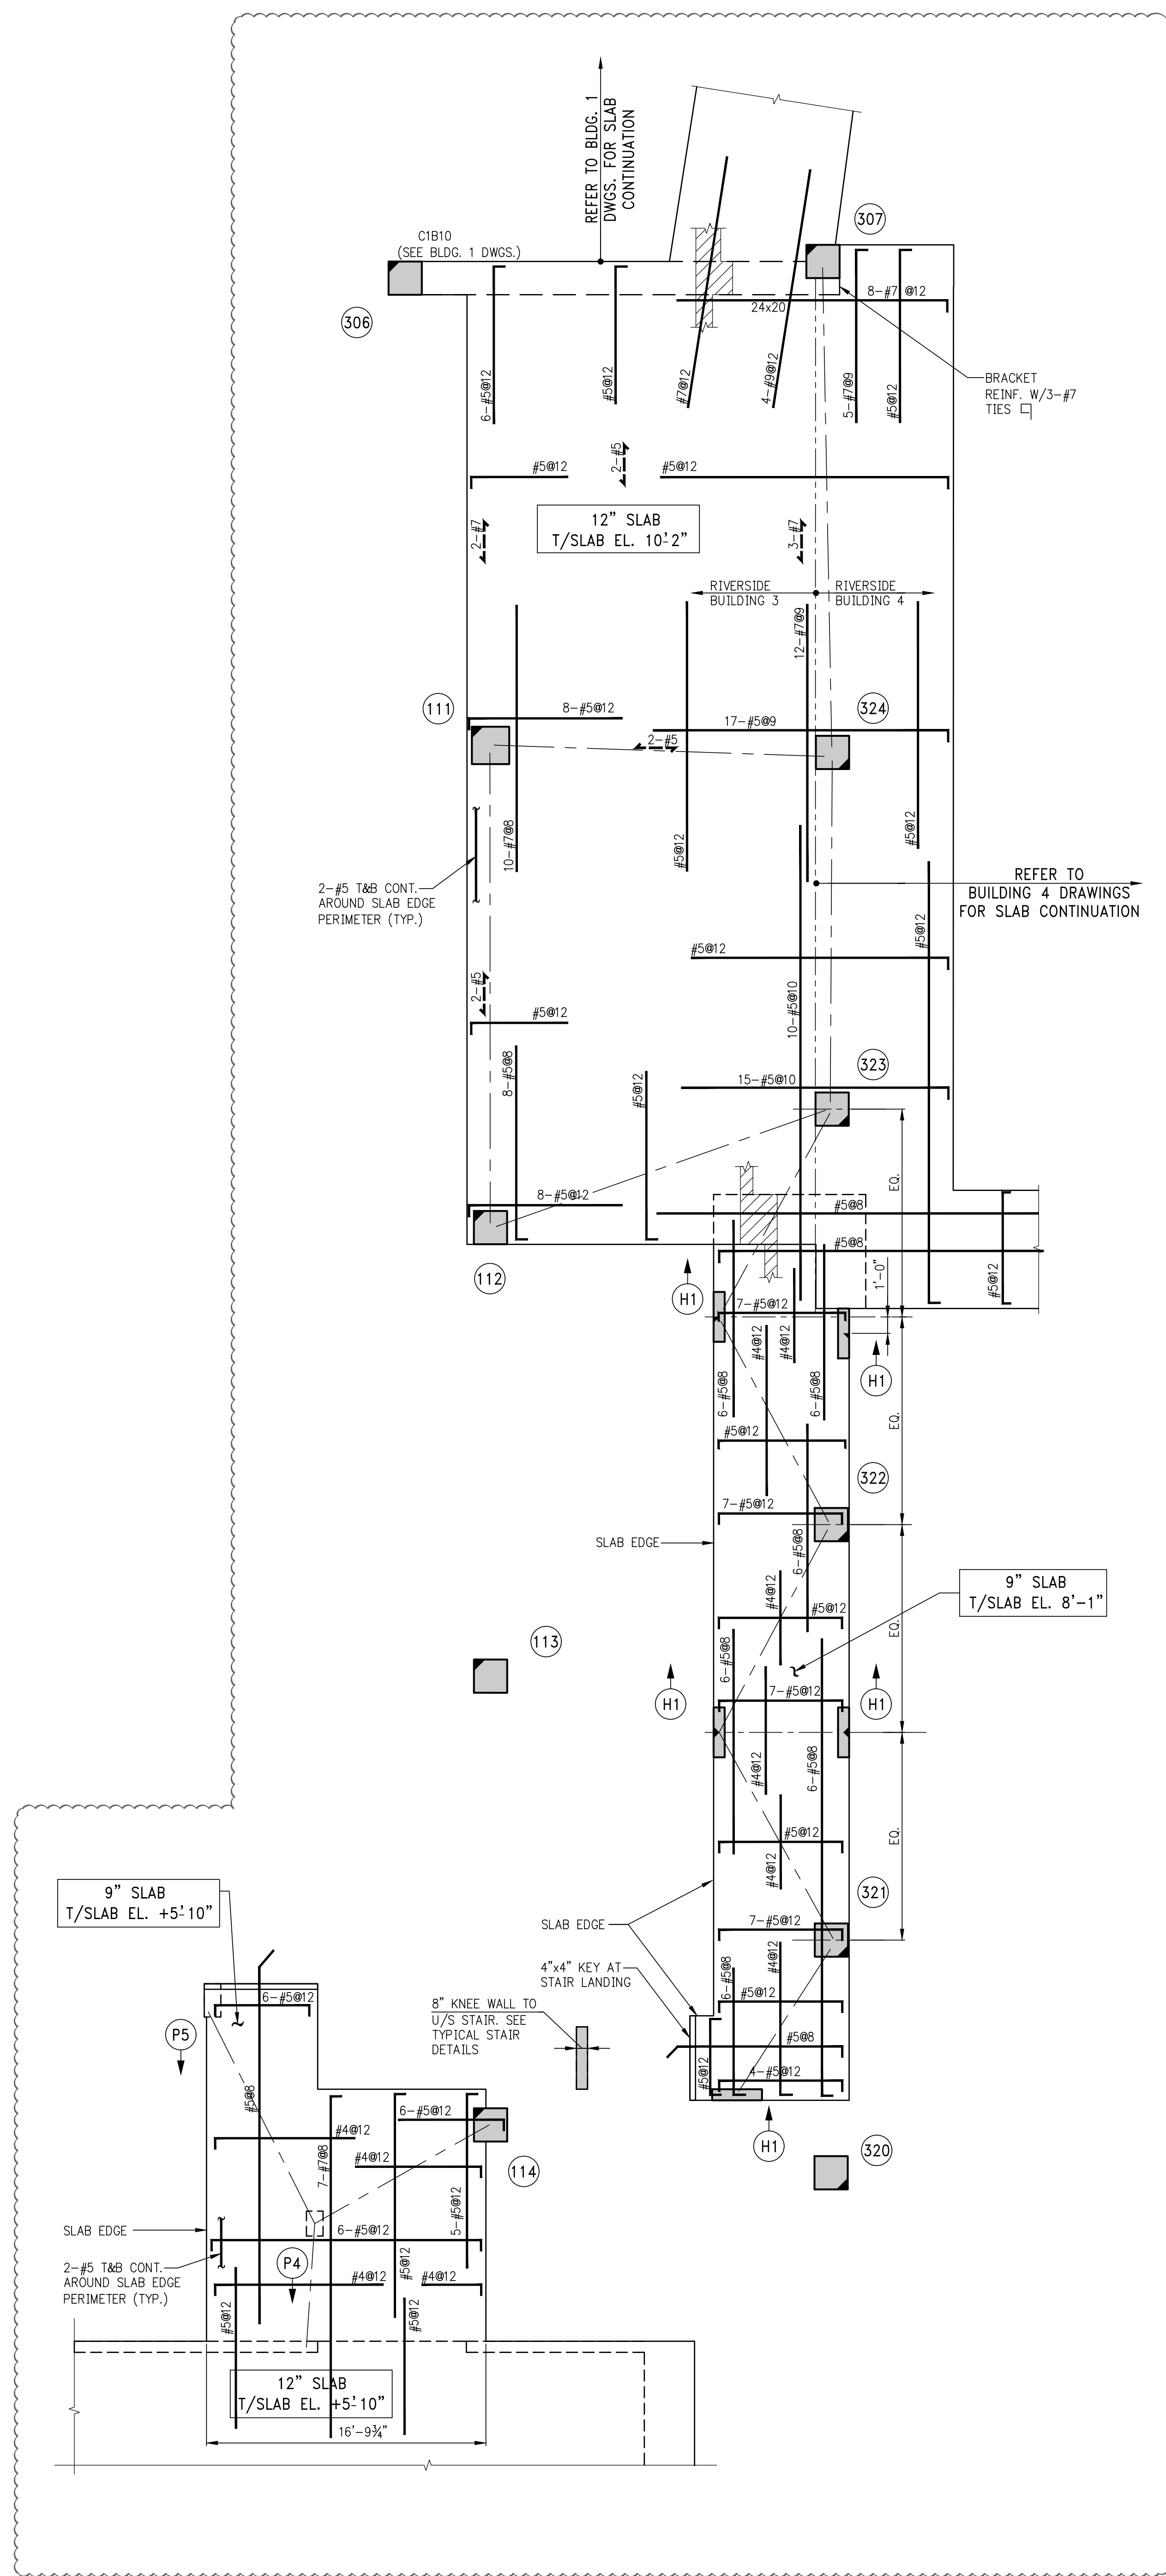 REFER TO BLDG. 1
DWGS. FOR SLAB
CONTINUATION
307
C1B10
(SEE BLDG. 1 DWGS.)
306
8-#7 @12
24x20
6-#5@12
#5@12
#7@12
4-#9@12
5-#7@9
#5@12
BRACKET
REINF. W/3-#7
TIES
#5@12
2-#5
#5@12
12" SLAB
T/SLAB EL. 10'-2"
2-#7
3-#7
RIVERSIDE
BUILDING 3
RIVERSIDE
BUILDING 4
12-#7@9
111
8-#5@12
324
17-#5@9
2-#5
10-#7@8
#5@12
#5@12
2-#5 T&B CONT.
AROUND SLAB EDGE
PERIMETER (TYP.)
REFER TO
BUILDING 4 DRAWINGS
FOR SLAB CONTINUATION
#5@12
#5@12
2-#5
#5@12
10-#5@10
8-#5@8
#5@12
323
15-#5@10
EQ.
8-#5@12
#5@8
#5@8
112
H1
1'-0"
#5@12
7-#5@12
#4@12
#4@12
6-#5@8
6-#5@8
H1
EQ.
#5@12
322
7-#5@12
SLAB EDGE
6-#5@8
#4@12
#5@12
9" SLAB
T/SLAB EL. 8'-1"
EQ.
113
6-#5@8
H1
7-#5@12
H1
#4@12
6-#5@8
#5@12
#4@12
EQ.
9" SLAB
T/SLAB EL. +5'-10"
321
SLAB EDGE
7-#5@12
4"x4" KEY AT
STAIR LANDING
6-#5@8
#4@12
#5@12
6-#5@12
8" KNEE WALL TO
U/S STAIR. SEE
TYPICAL STAIR
DETAILS
P5
#5@8
#5@12
4-#5@12
#5@8
6-#5@12
H1
320
#4@12
7-#7@8
#4@12
114
5-#5@12
SLAB EDGE
6-#5@12
P4
2-#5 T&B CONT.
AROUND SLAB EDGE
PERIMETER (TYP.)
#5@12
#4@12
#4@12
#5@12
#5@12
12" SLAB
T/SLAB EL. +5'-10"
16'-9¾"